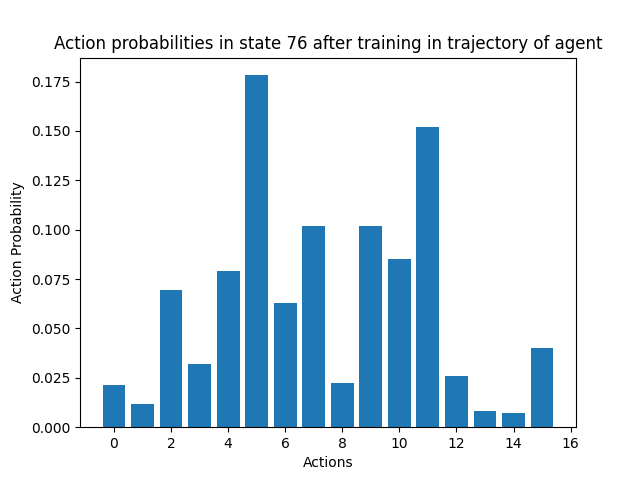 Action probabilities in state 76 after training in trajectory of agent
0.175
0.150
0.125
0.100
0.075
0.050
0.025
0.000
Action Probability
0 2 4 6 8 10 12 14 16
Actions